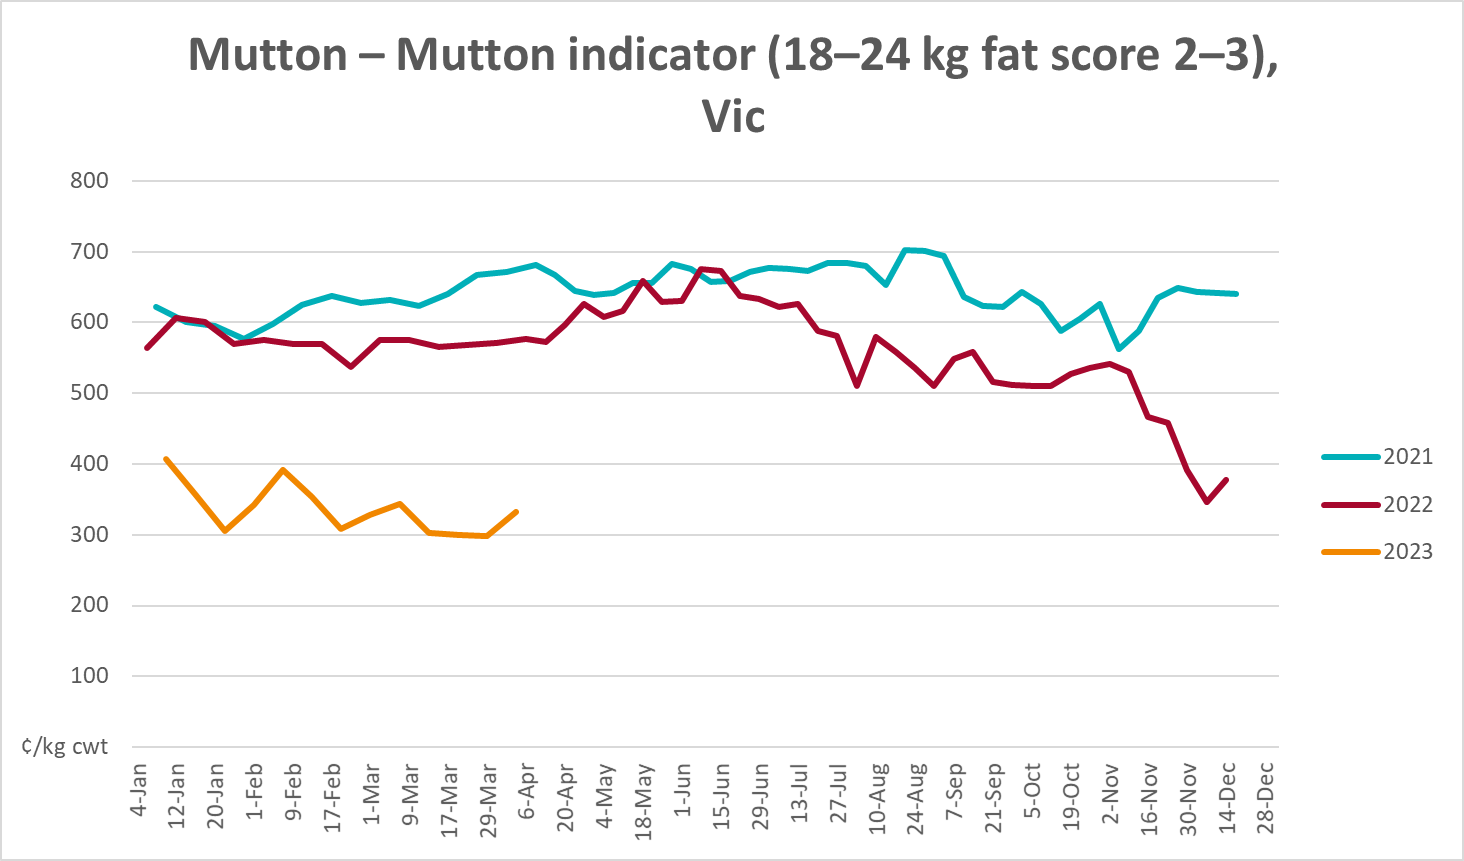 Mutton – Mutton indicator (18–24 kg fat score 2–3),
Vic
800
700
600
500
400
300
200
100
¢/kg cwt
4-Jan
12-Jan
20-Jan
1-Feb
9-Feb
17-Feb
1-Mar
9-Mar
17-Mar
29-Mar
6-Apr
20-Apr
4-May
18-May
1-Jun
15-Jun
29-Jun
13-Jul
27-Jul
10-Aug
24-Aug
7-Sep
21-Sep
5-Oct
19-Oct
2-Nov
16-Nov
30-Nov
14-Dec
28-Dec
2021
2022
2023